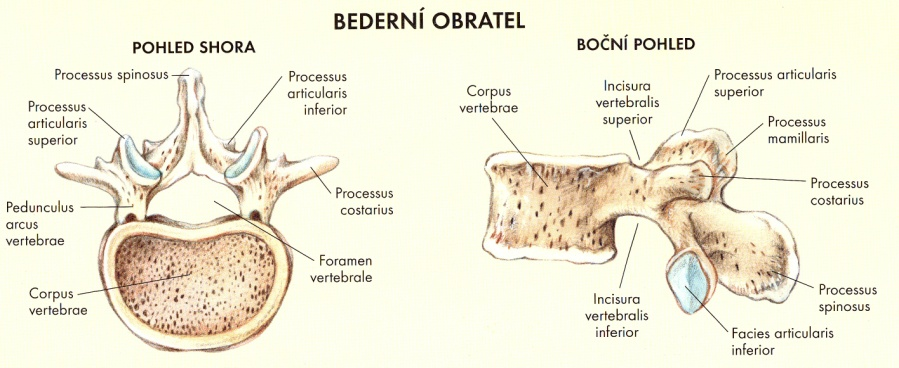 BEDERNÍ OBRATEL
POHLED SHORA
Processus spinosus
Processus
articularis
inferior
Processus
articularis
superior
Processus
costarius
Pedunculus
arcus
vertebrae
Foramen
vertebrale
Corpus
vertebrae
BOČNÍ POHLED
Corpus
vertebrae
Incisura
vertebralis
superior
Processus articularis
superior
Processus
mamillaris
Processus
costarius
Processus
spinosus
Incisura
vertebralis
inferior
Facies articularis
inferior